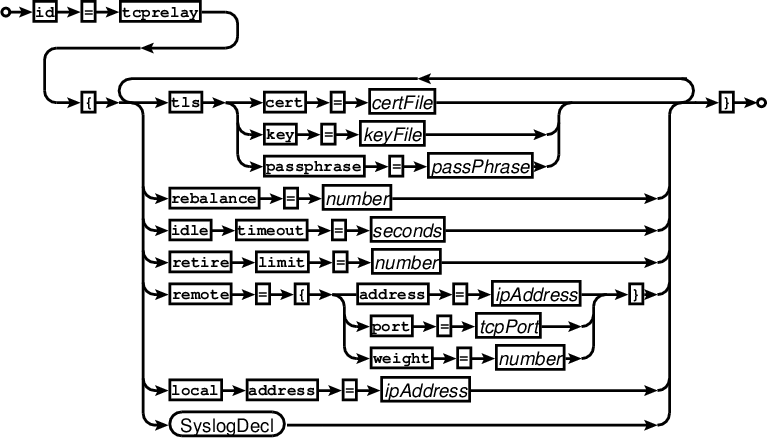 id = tcprelay
{ tls cert = certFile }
key = keyFile
passphrase = passPhrase
rebalance = number
idle timeout = seconds
retire limit = number
remote = { address = ipAddress }
port = tcpPort
weight = number
local address = ipAddress
SyslogDecl